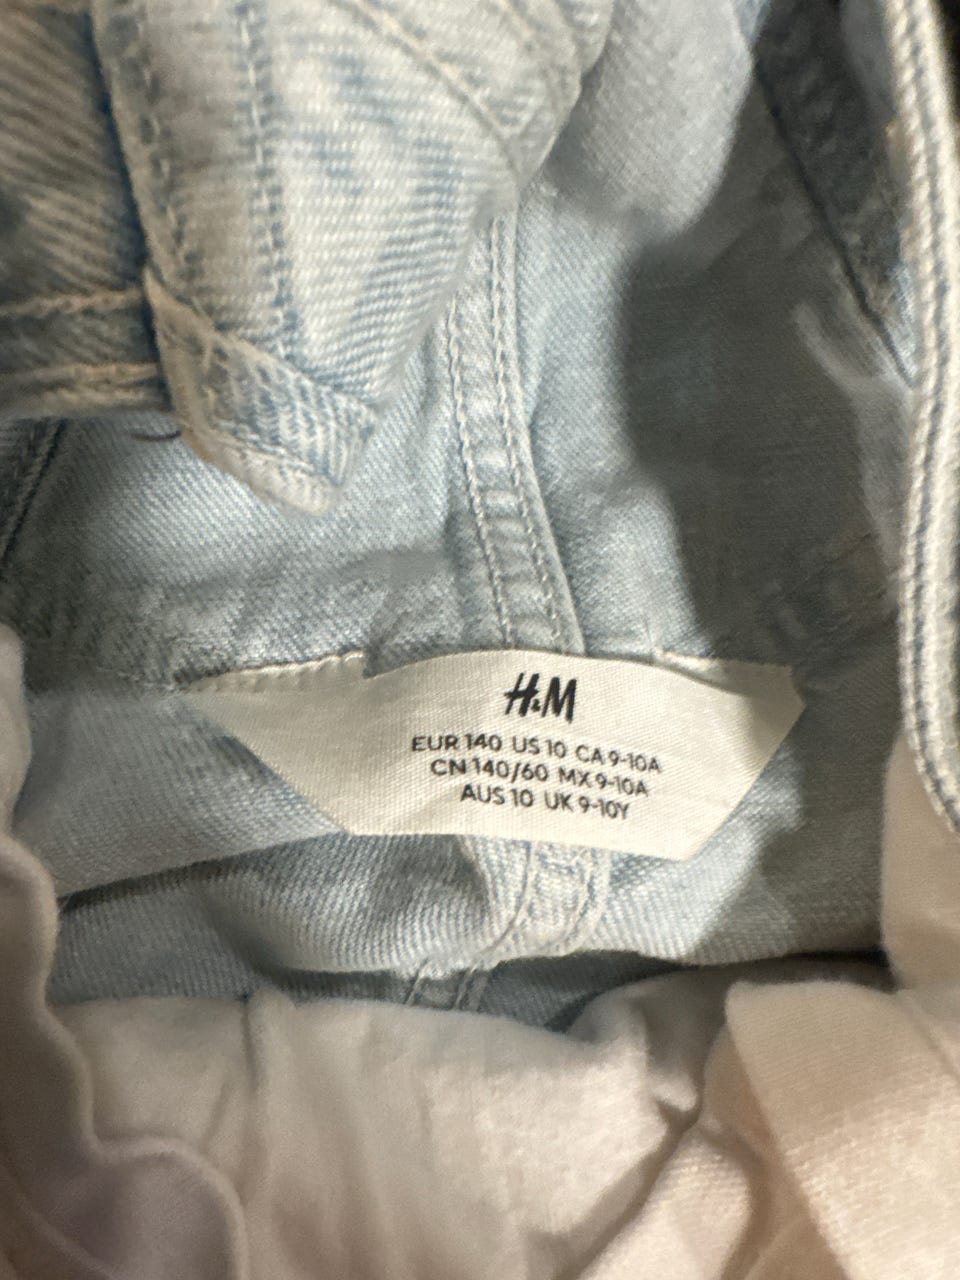 H&M
EUR 140 US 10 CA 9-10A
CN 140/60 MX 9-10A
AUS 10 UK 9-10Y